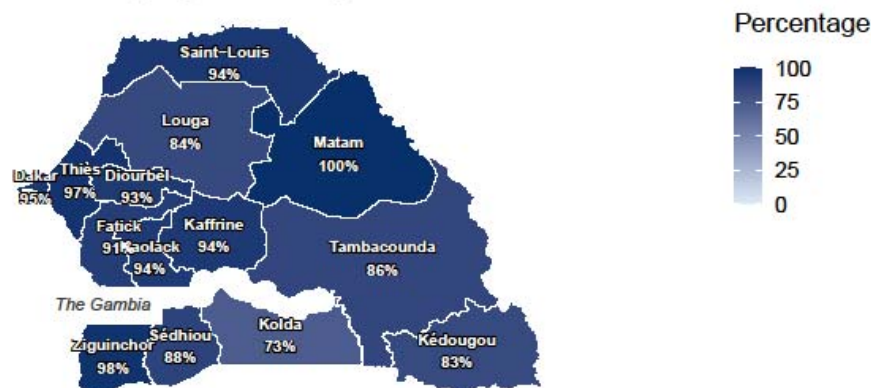 Percentage
100
75
50
25
0
Saint-Louis
94%
Louga
84%
Matam
100%
Dakar
95%
Thiès
97%
Diourbel
93%
Fatick
91%
Kaolack
94%
Kaffrine
94%
Tambacounda
86%
The Gambia
Ziguinchor
98%
Sédhiou
88%
Kolda
73%
Kédougou
83%